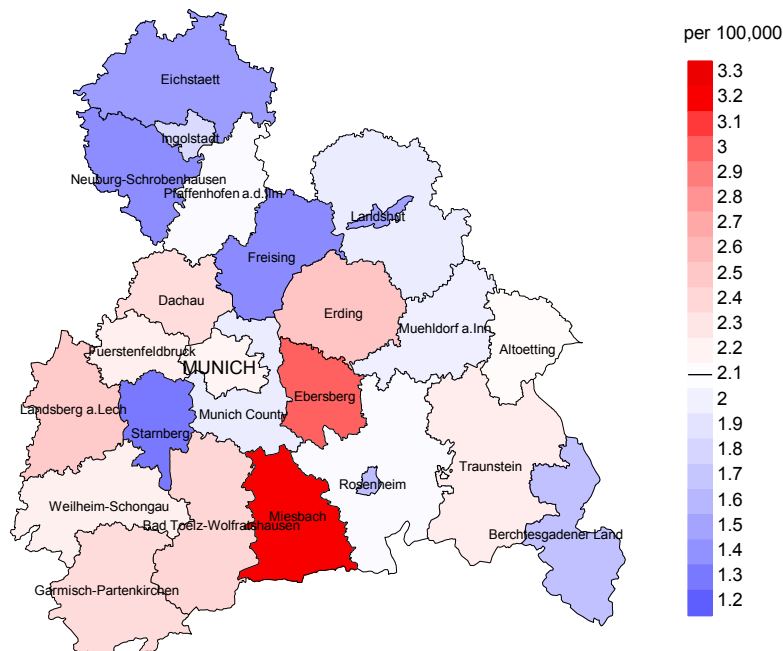 per 100,000
Eichstaett
Ingolstadt
Neuburg-Schrobenhausen
Pfaffenhofen a.d.Ilm
Landshut
Freising
Dachau
Erding
Muehldorf a.Inn
Altoetting
Fuerstenfeldbruck
MUNICH
Ebersberg
Landsberg a.Lech
Munich County
Starnberg
Traunstein
Rosenheim
Weilheim-Schongau
Miesbach
Bad Toelz-Wolfratshausen
Berchtesgadener Land
Garmisch-Partenkirchen
3.3
3.2
3.1
3
2.9
2.8
2.7
2.6
2.5
2.4
2.3
2.2
2.1
2
1.9
1.8
1.7
1.6
1.5
1.4
1.3
1.2